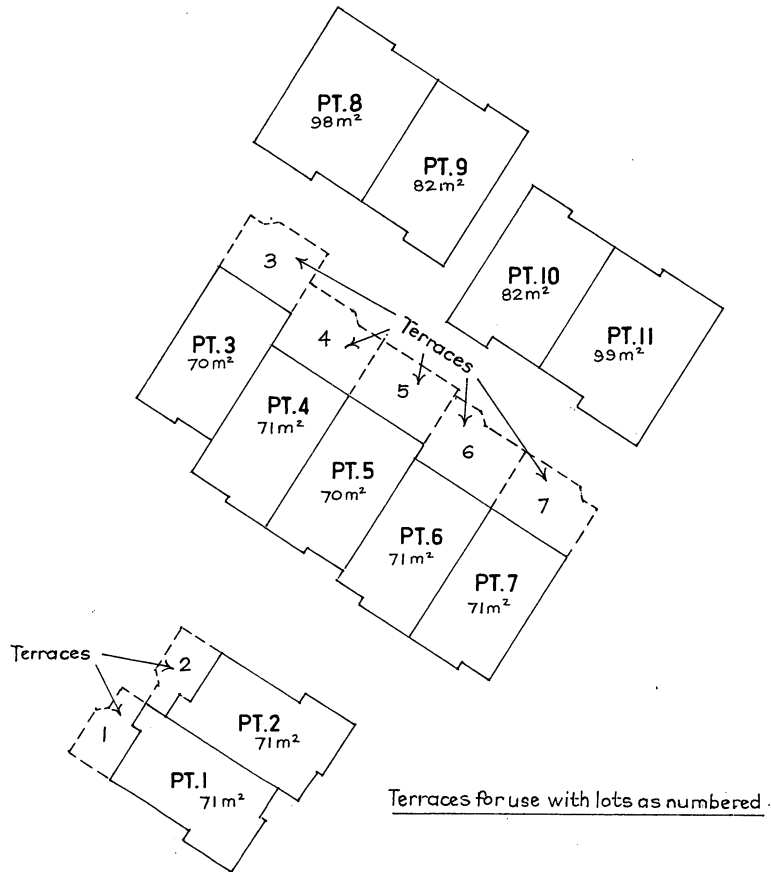 PT.8
98m²
PT.9
82m²
PT.10
82m²
PT.11
99m²
3
4
Terraces
5
6
7
PT.3
70m²
PT.4
71m²
PT.5
70m²
PT.6
71m²
PT.7
71m²
Terraces
2
1
PT.2
71m²
PT.1
71m²
Terraces for use with lots as numbered.